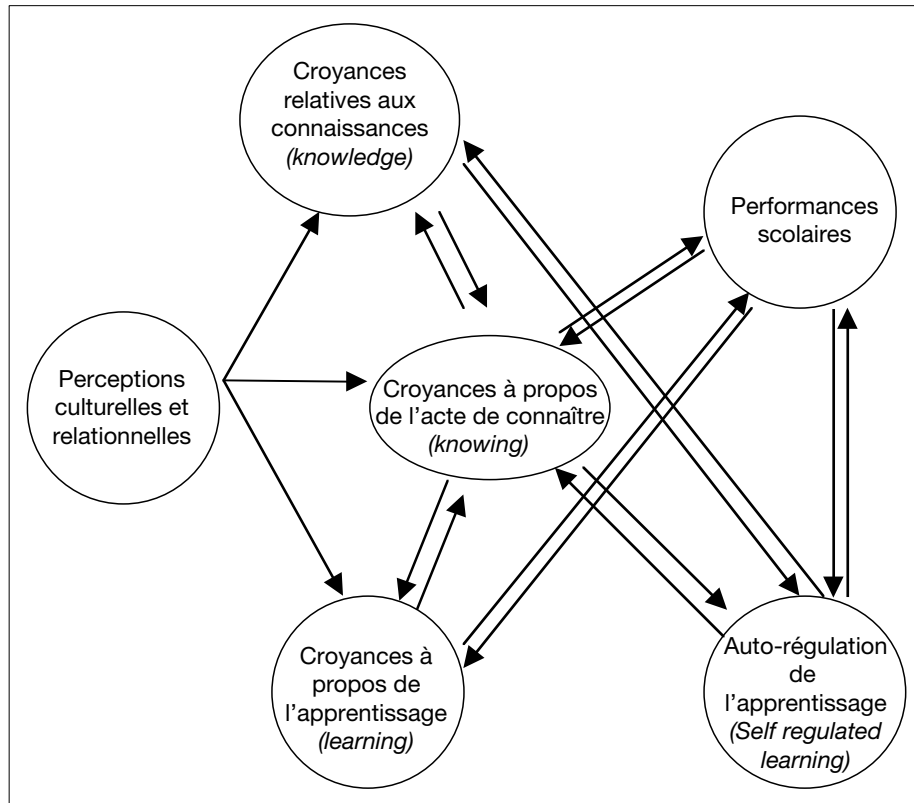 Croyances
relatives aux
connaissances
(knowledge)
Performances
scolaires
Perceptions
culturelles et
relationnelles
Croyances à propos
de l'acte de connaître
(knowing)
Croyances à
propos de
l'apprentissage
(learning)
Auto-régulation
de
l'apprentissage
(Self regulated
learning)